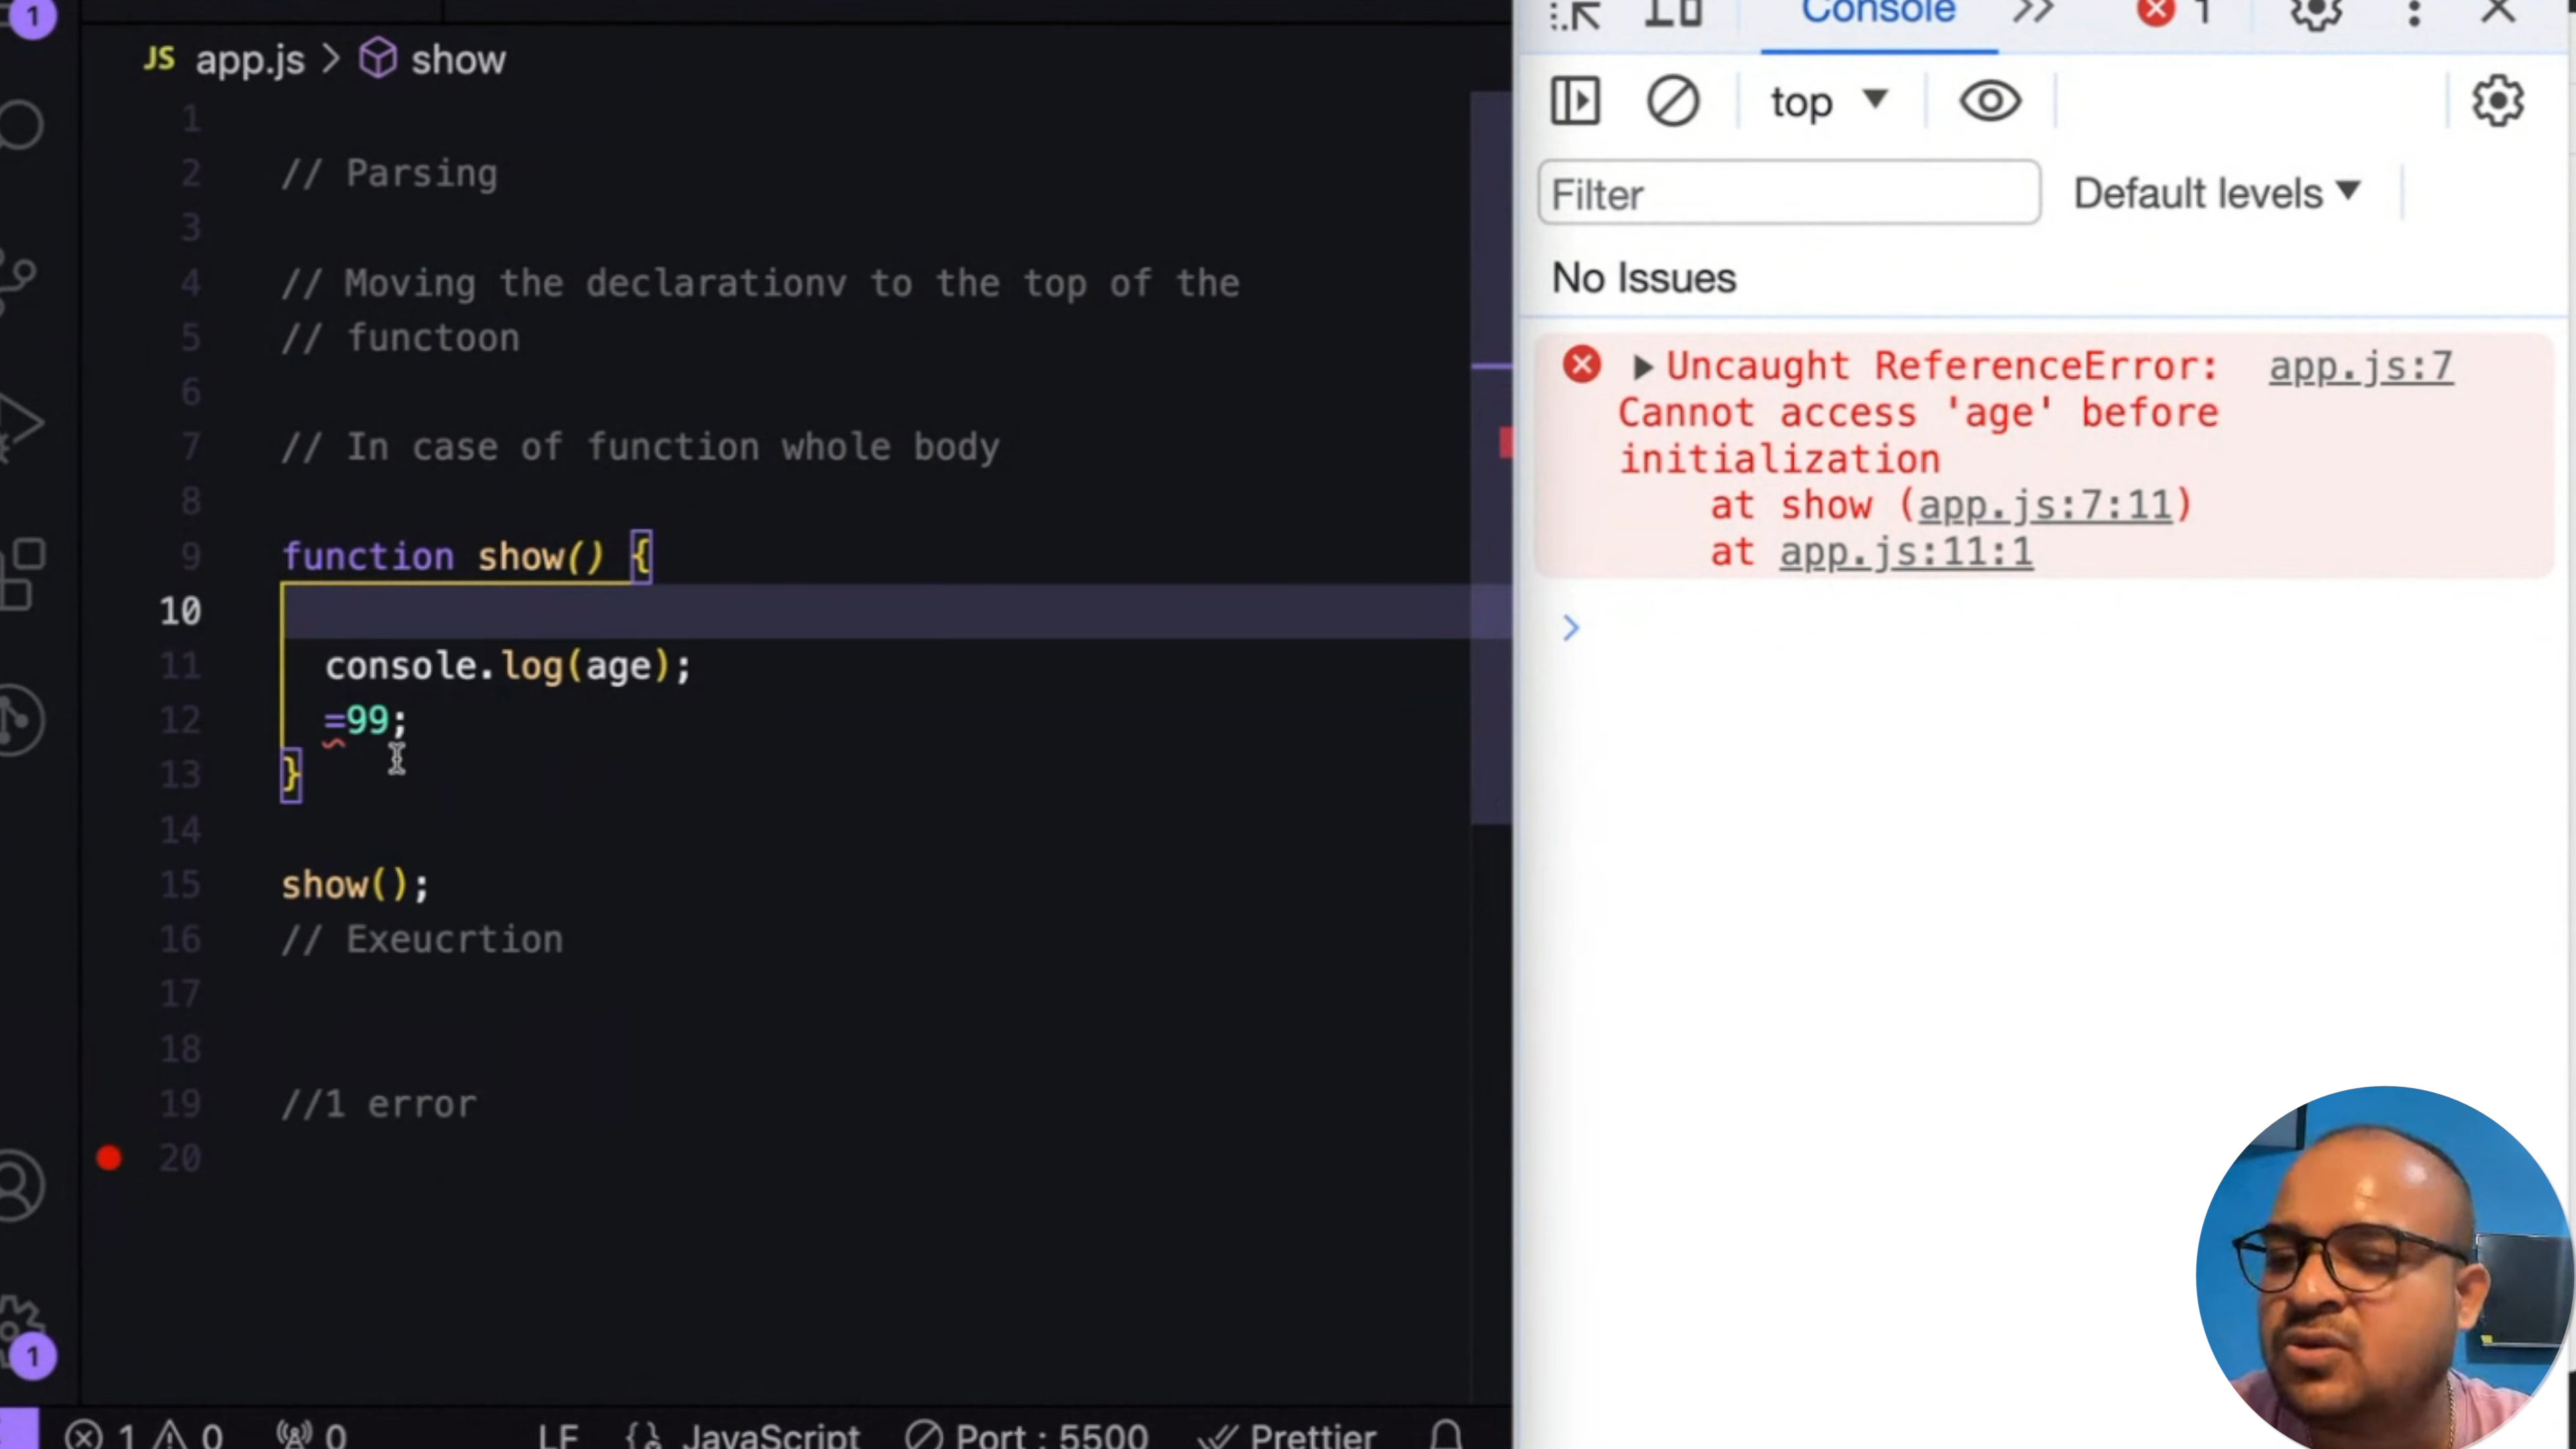 1
JS app.js > show
1
2 // Parsing
3
4 // Moving the declarationv to the top of the
5 // functoon
6
7 // In case of function whole body
8
9 function show() {
10
11 console.log(age);
12 =99;
13 }
14
15 show();
16 // Exeucrtion
17
18
19 //1 error
20
1
1 0 0 LF JavaScript Port : 5500 Prettier
Console 1
top
Filter Default levels
No Issues
Uncaught ReferenceError: app.js:7
Cannot access 'age' before
initialization
at show (app.js:7:11)
at app.js:11:1